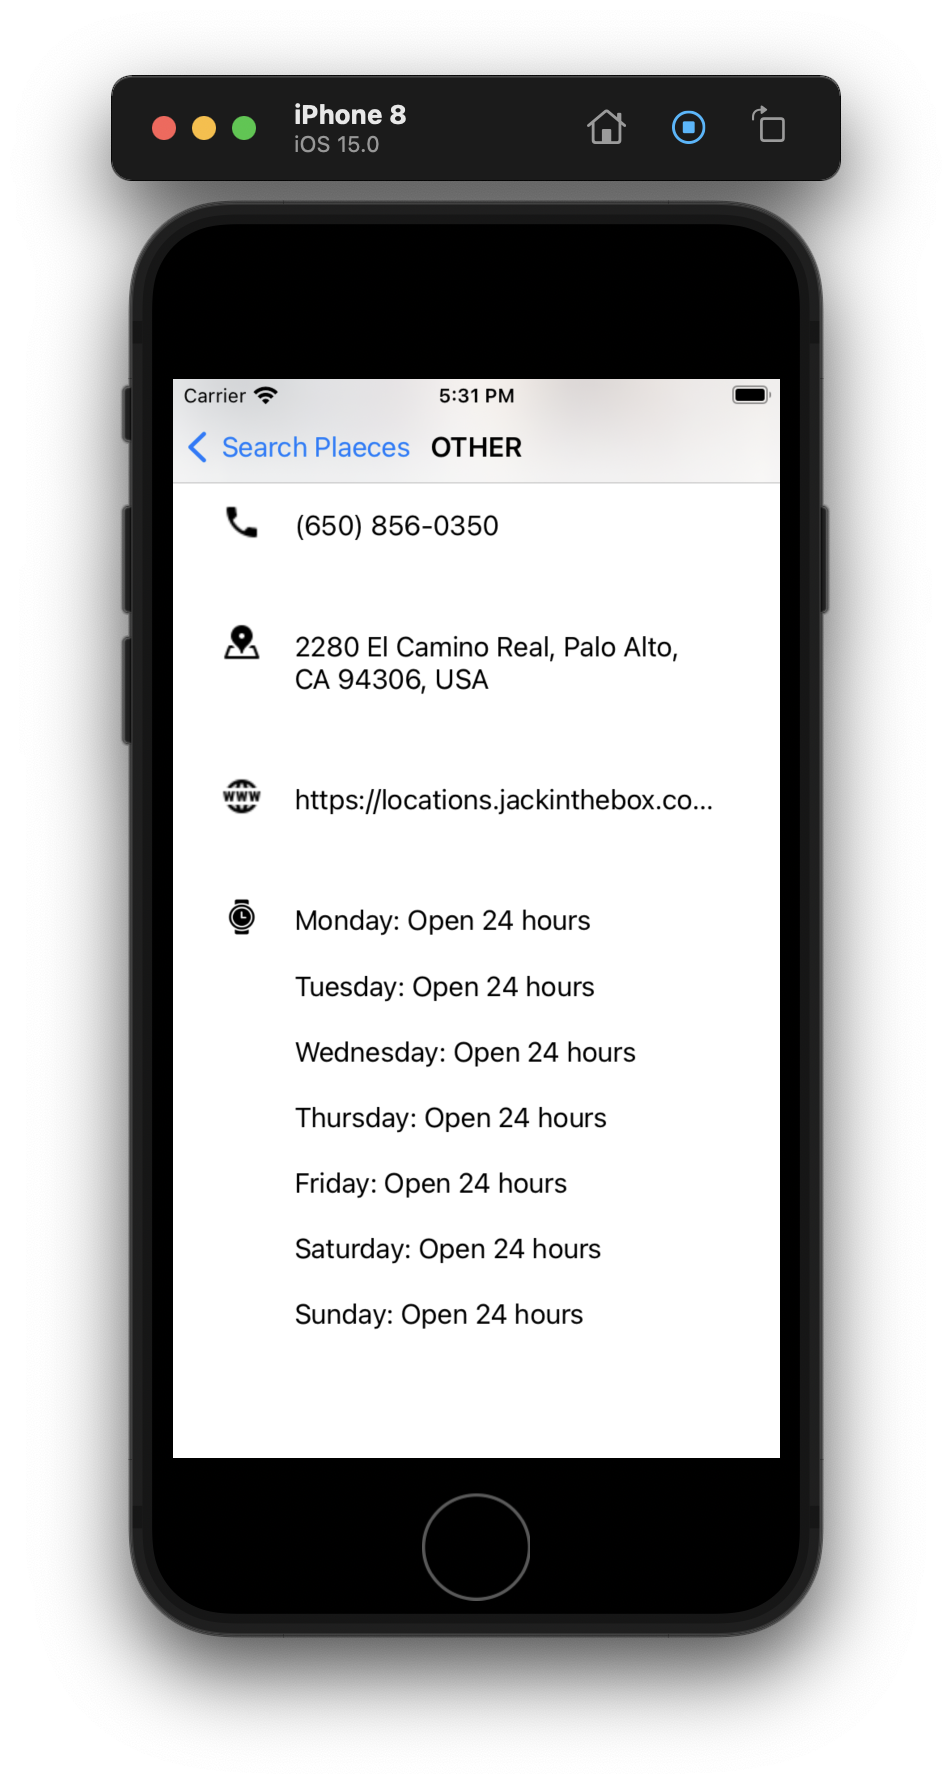 iPhone 8
iOS 15.0
Carrier 5:31 PM
Search Plaeces OTHER
(650) 856-0350
2280 El Camino Real, Palo Alto,
CA 94306, USA
WWW https://locations.jackinthebox.co...
Monday: Open 24 hours
Tuesday: Open 24 hours
Wednesday: Open 24 hours
Thursday: Open 24 hours
Friday: Open 24 hours
Saturday: Open 24 hours
Sunday: Open 24 hours